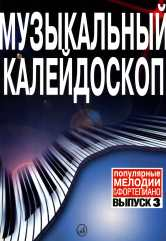 МУЗЫКАЛЬНЫЙ
КАЛЕЙДОСКОП
ПОПУЛЯРНЫЕ
МЕЛОДИИ
ФОРТЕПИАНО
ВЫПУСК 3